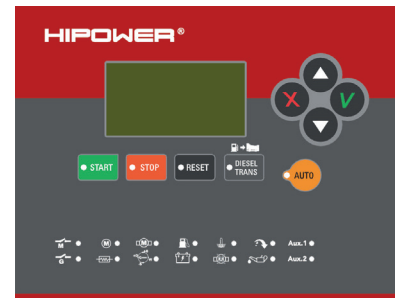 HIPOWER®
X V
START STOP RESET DIESEL TRANS AUTO
M M M Aux.1
G M Aux.2